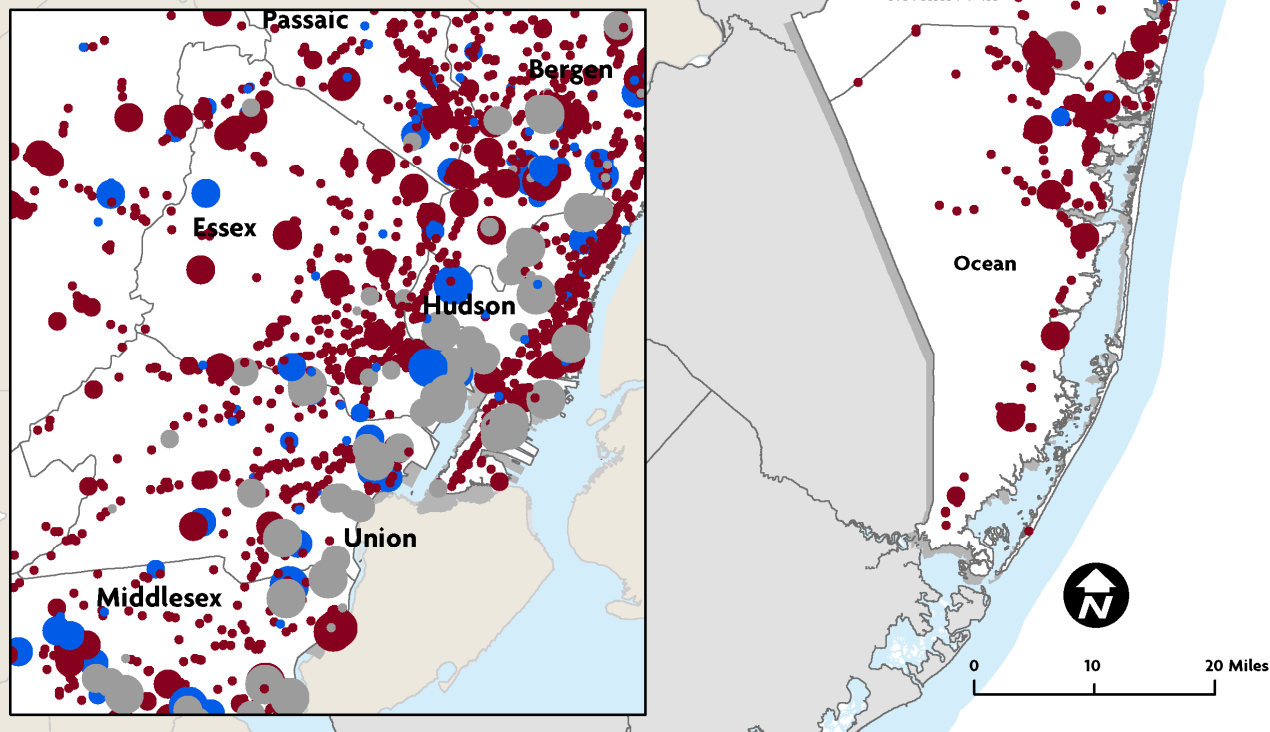 Passaic
Bergen
Essex
Hudson
Union
Middlesex
Ocean
N
0 10 20 Miles